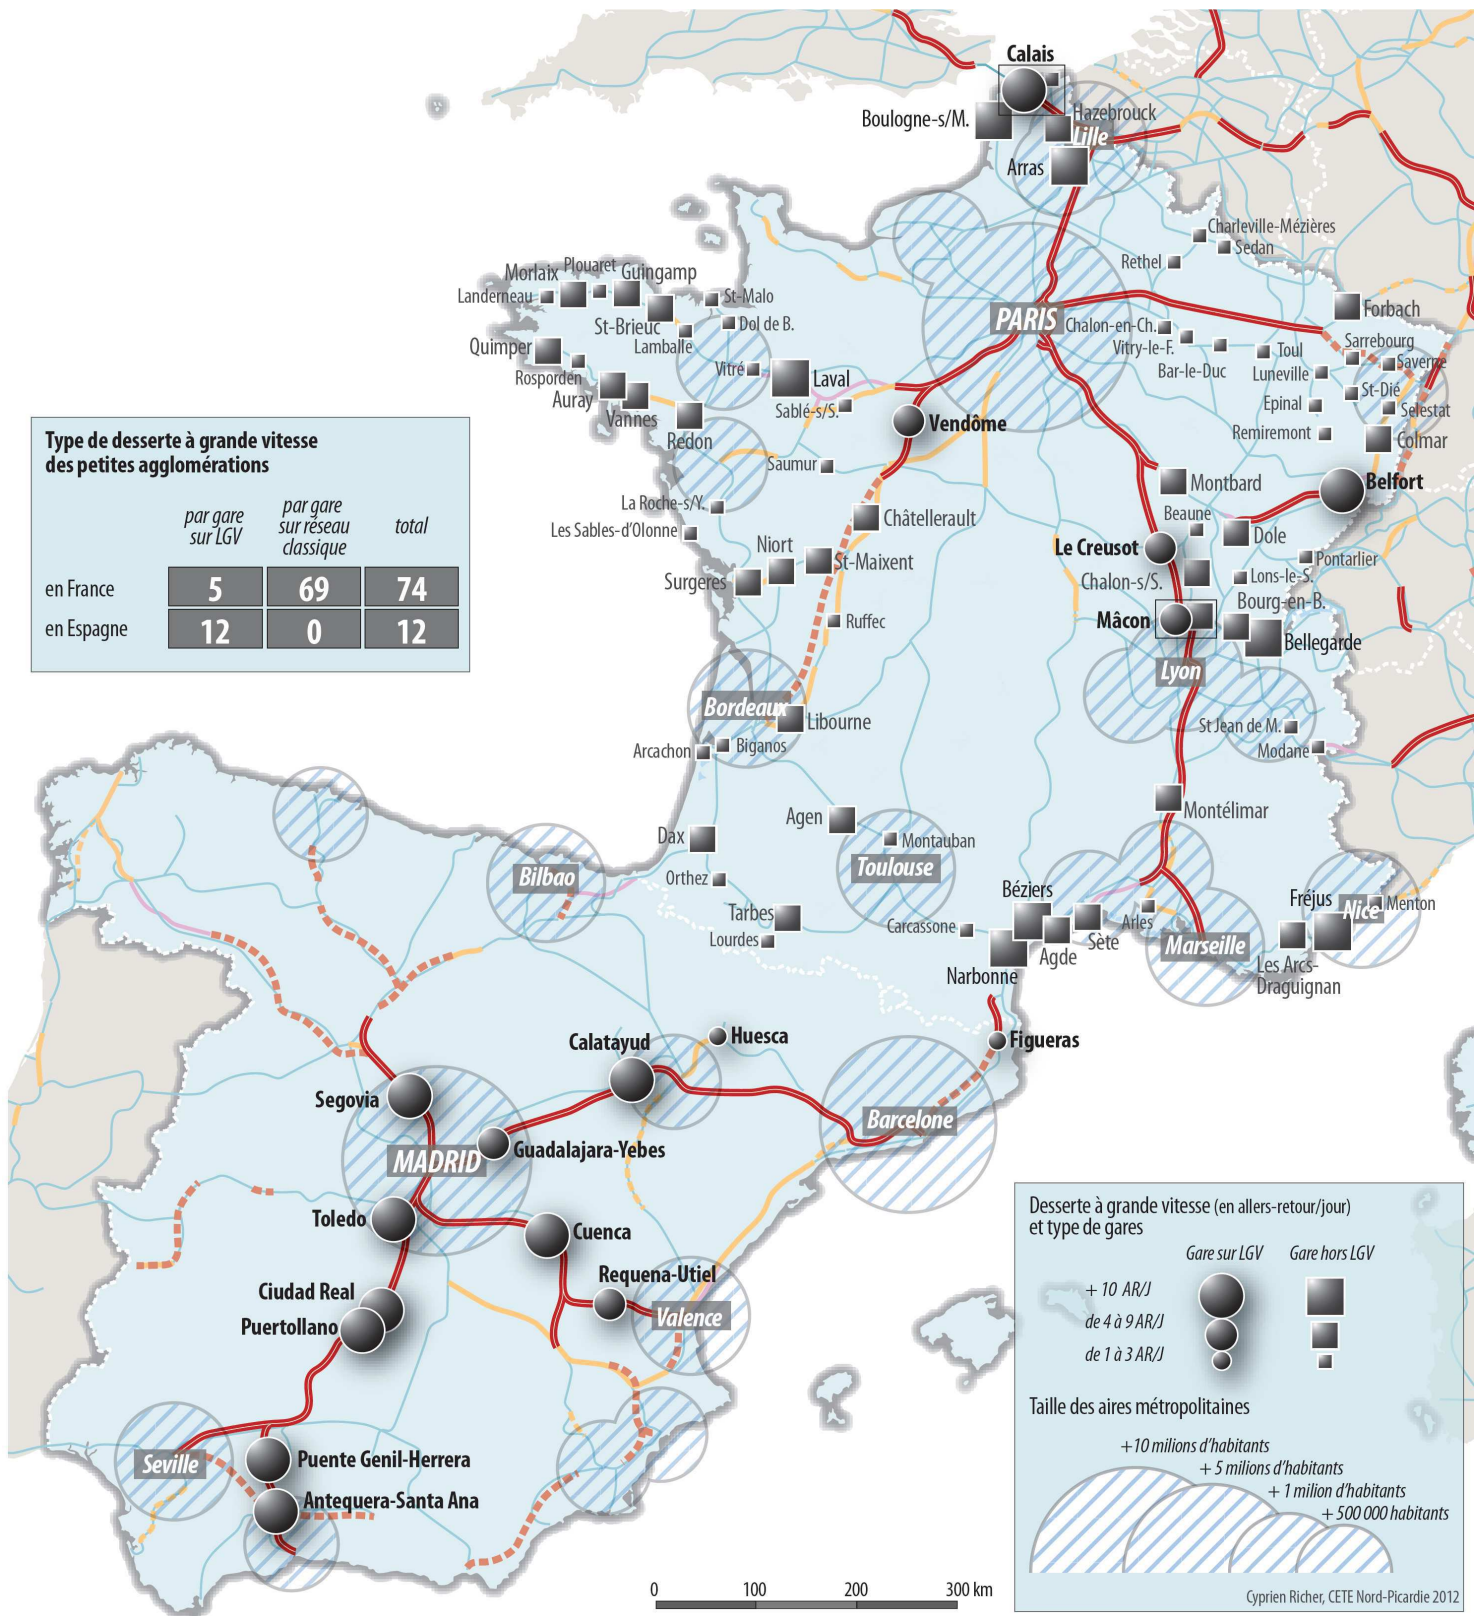 Calais
Boulogne-s/M.
Hazebrouck
Lille
Arras
Charleville-Mézières
Sedan
Rethel
Morlaix
Plouaret
Guingamp
Landerneau
St-Malo
St-Brieuc
Dol de B.
Lamballe
Quimper
Rosporden
Auray
Vannes
Redon
Vitré
Laval
Sablé-s/S.
PARIS
Chalon-en-Ch.
Vitry-le-F.
Bar-le-Duc
Toul
Luneville
Forbach
Sarrebourg
Saverne
St-Dié
Epinal
Selestat
Remiremont
Colmar
Vendôme
Saumur
Belfort
Montbard
Beaune
La Roche-s/Y.
Les Sables-d'Olonne
Châtellerault
Le Creusot
Dole
Niort
St-Maixent
Surgeres
Chalon-s/S.
Pontarlier
Lons-le-S.
Bourg-en-B.
Mâcon
Bellegarde
Ruffec
Lyon
Bordeaux
Libourne
St Jean de M.
Modane
Arcachon
Biganos
Montélimar
Agen
Dax
Montauban
Toulouse
Orthez
Bilbao
Béziers
Fréjus
Nice
Menton
Tarbes
Lourdes
Carcassone
Arles
Sète
Agde
Marseille
Narbonne
Les Arcs-
Draguignan
Type de desserte à grande vitesse
des petites agglomérations
par gare
sur LGV
par gare
sur réseau
classique
total
en France 5 69 74
en Espagne 12 0 12
Huesca
Calatayud
Figueras
Segovia
Barcelone
MADRID
Guadalajara-Yebes
Toledo
Cuenca
Requena-Utiel
Ciudad Real
Valence
Puertollano
Seville
Puente Genil-Herrera
Antequera-Santa Ana
Desserte à grande vitesse (en allers-retour/jour)
et type de gares
Gare sur LGV Gare hors LGV
+ 10 AR/J
de 4 à 9 AR/J
de 1 à 3 AR/J
Taille des aires métropolitaines
+10 milions d'habitants
+ 5 milions d'habitants
+ 1 milion d'habitants
+ 500 000 habitants
Cyprien Richer, CETE Nord-Picardie 2012
0 100 200 300 km